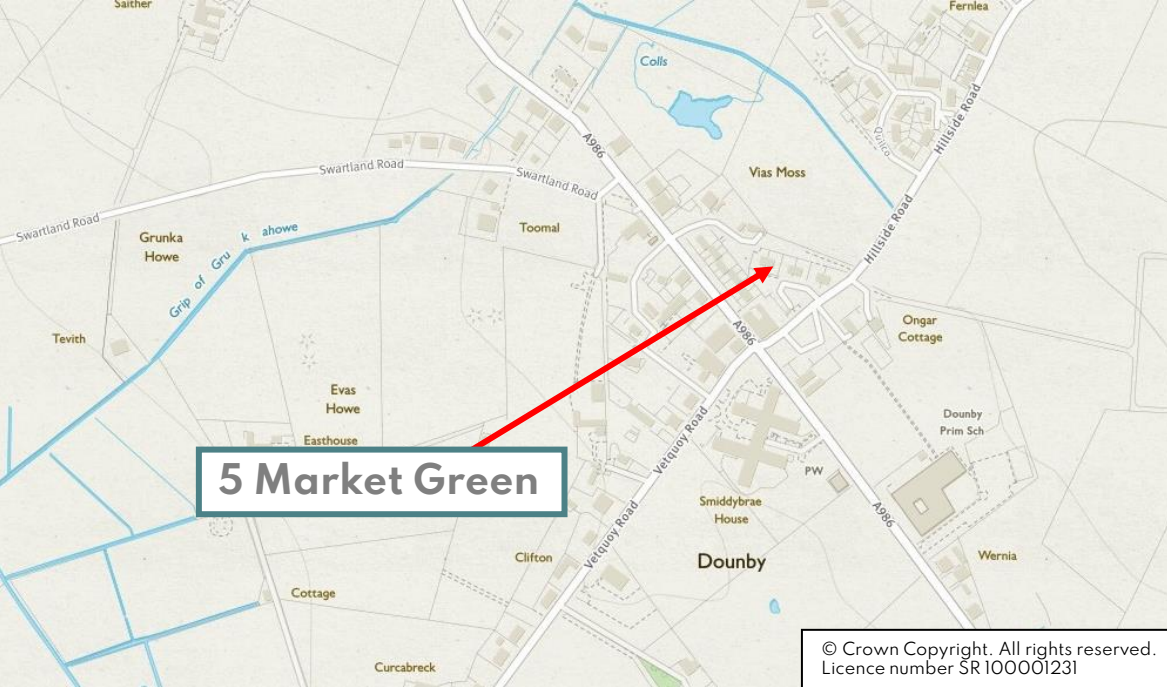 Saither
Fernlea
Colls
A986
Quilco
Hillside Road
Swartland Road
Swartland Road
Vias Moss
Swartland Road
Grunka
Howe
Grip of Gru k ahowe
Toomal
Hillside Road
Tevith
A986
Ongar
Cottage
Evas
Howe
Easthouse
Vetquoy Road
Dounby
Prim Sch
5 Market Green
PW
Smiddybrae
House
A986
Vetquoy Road
Clifton
Dounby
Wernia
Cottage
Curcabreck
© Crown Copyright. All rights reserved.
Licence number SR 100001231